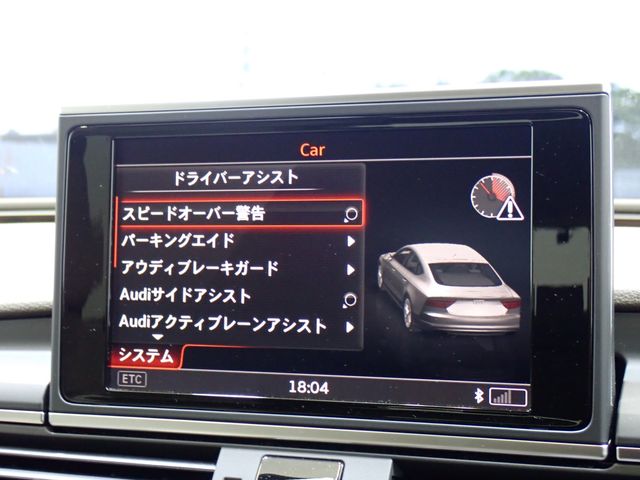 Car
ドライバーアシスト
スピードオーバー警告
パーキングエイド
アウディブレーキガード
Audiサイドアシスト
Audiアクティブレーンアシスト
システム
ETC
18:04